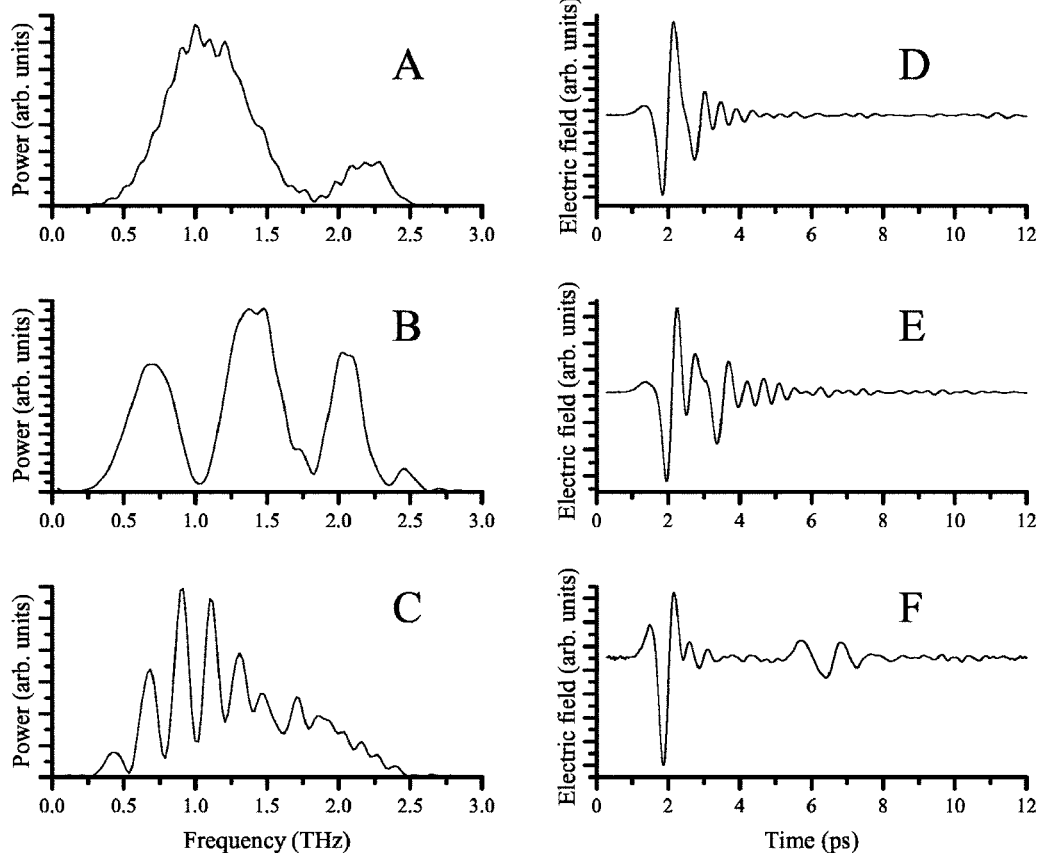 Power (arb. units)
A
0.0 0.5 1.0 1.5 2.0 2.5 3.0
Electric field (arb. units)
D
0 2 4 6 8 10 12
Power (arb. units)
B
0.0 0.5 1.0 1.5 2.0 2.5 3.0
Electric field (arb. units)
E
0 2 4 6 8 10 12
Power (arb. units)
C
0.0 0.5 1.0 1.5 2.0 2.5 3.0
Frequency (THz)
Electric field (arb. units)
F
0 2 4 6 8 10 12
Time (ps)